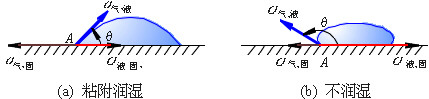 σ气,液
θ
A
σ气,固
σ液,固,
(a) 粘附润湿
σ气,液
θ
A
σ气,固
σ液,固
(b) 不润湿